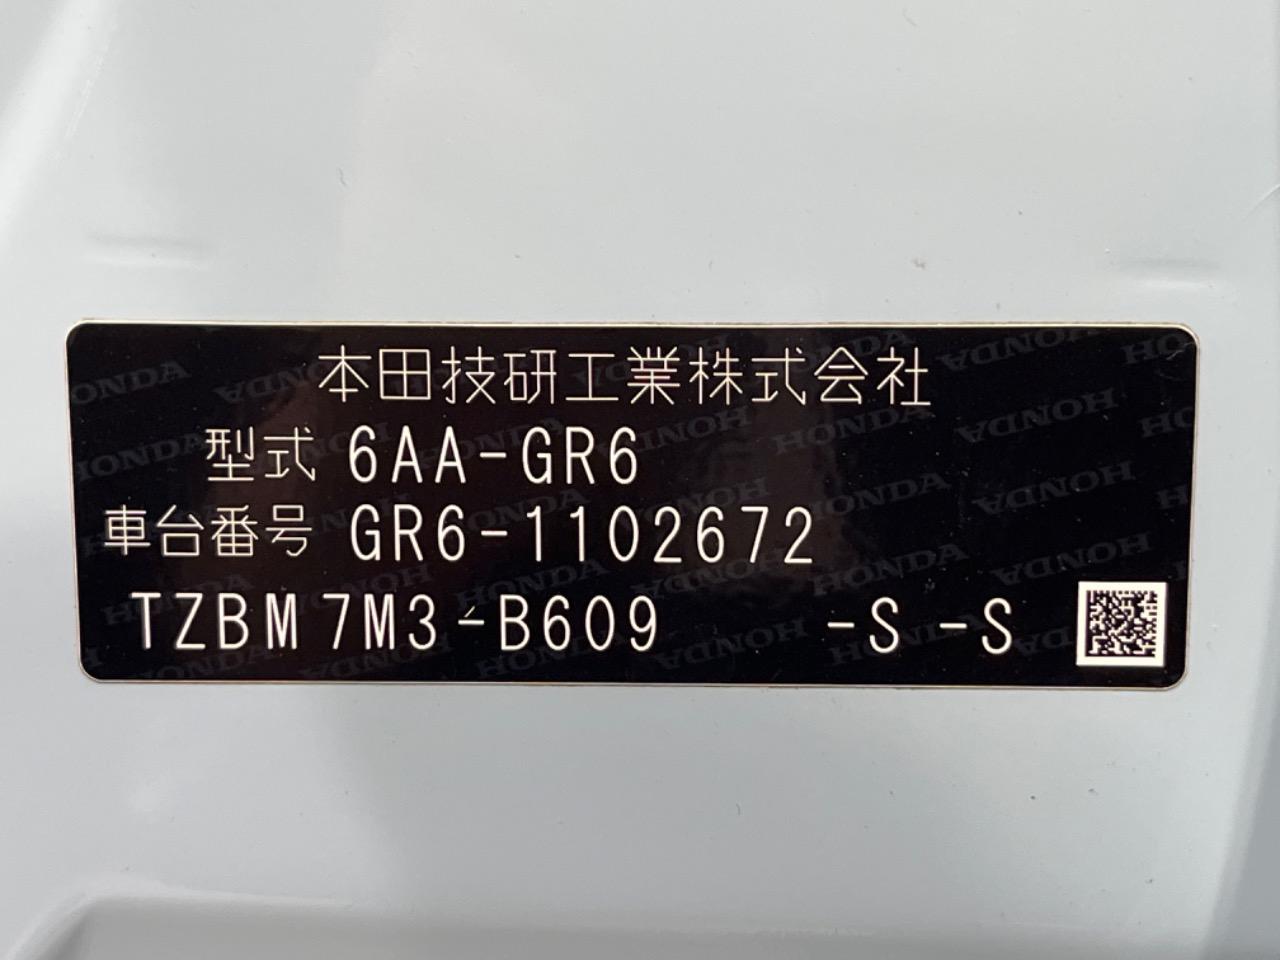 本田技研工業株式会社
型式 6AA-GR6
車台番号 GR6-1102672
TZBM7M3-B609 -S -S